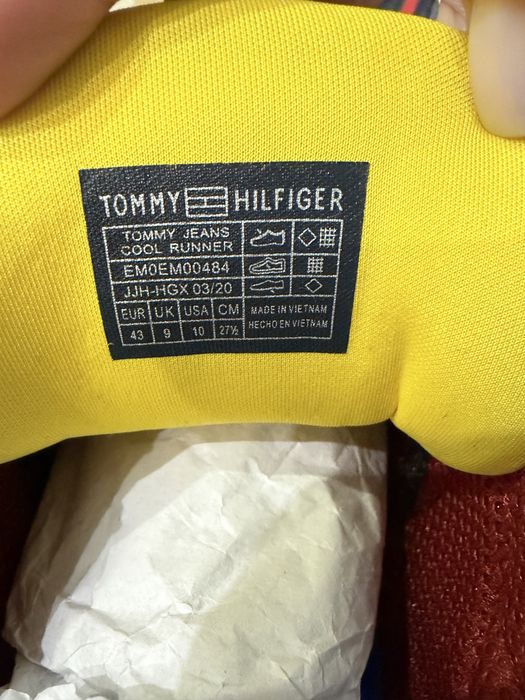 TOMMY HILFIGER
TOMMY JEANS
COOL RUNNER
EM0EM00484
JJH-HGX 03/20
EUR UK USA CM MADE IN VIETNAM
43 9 10 27½ HECHO EN VIETNAM